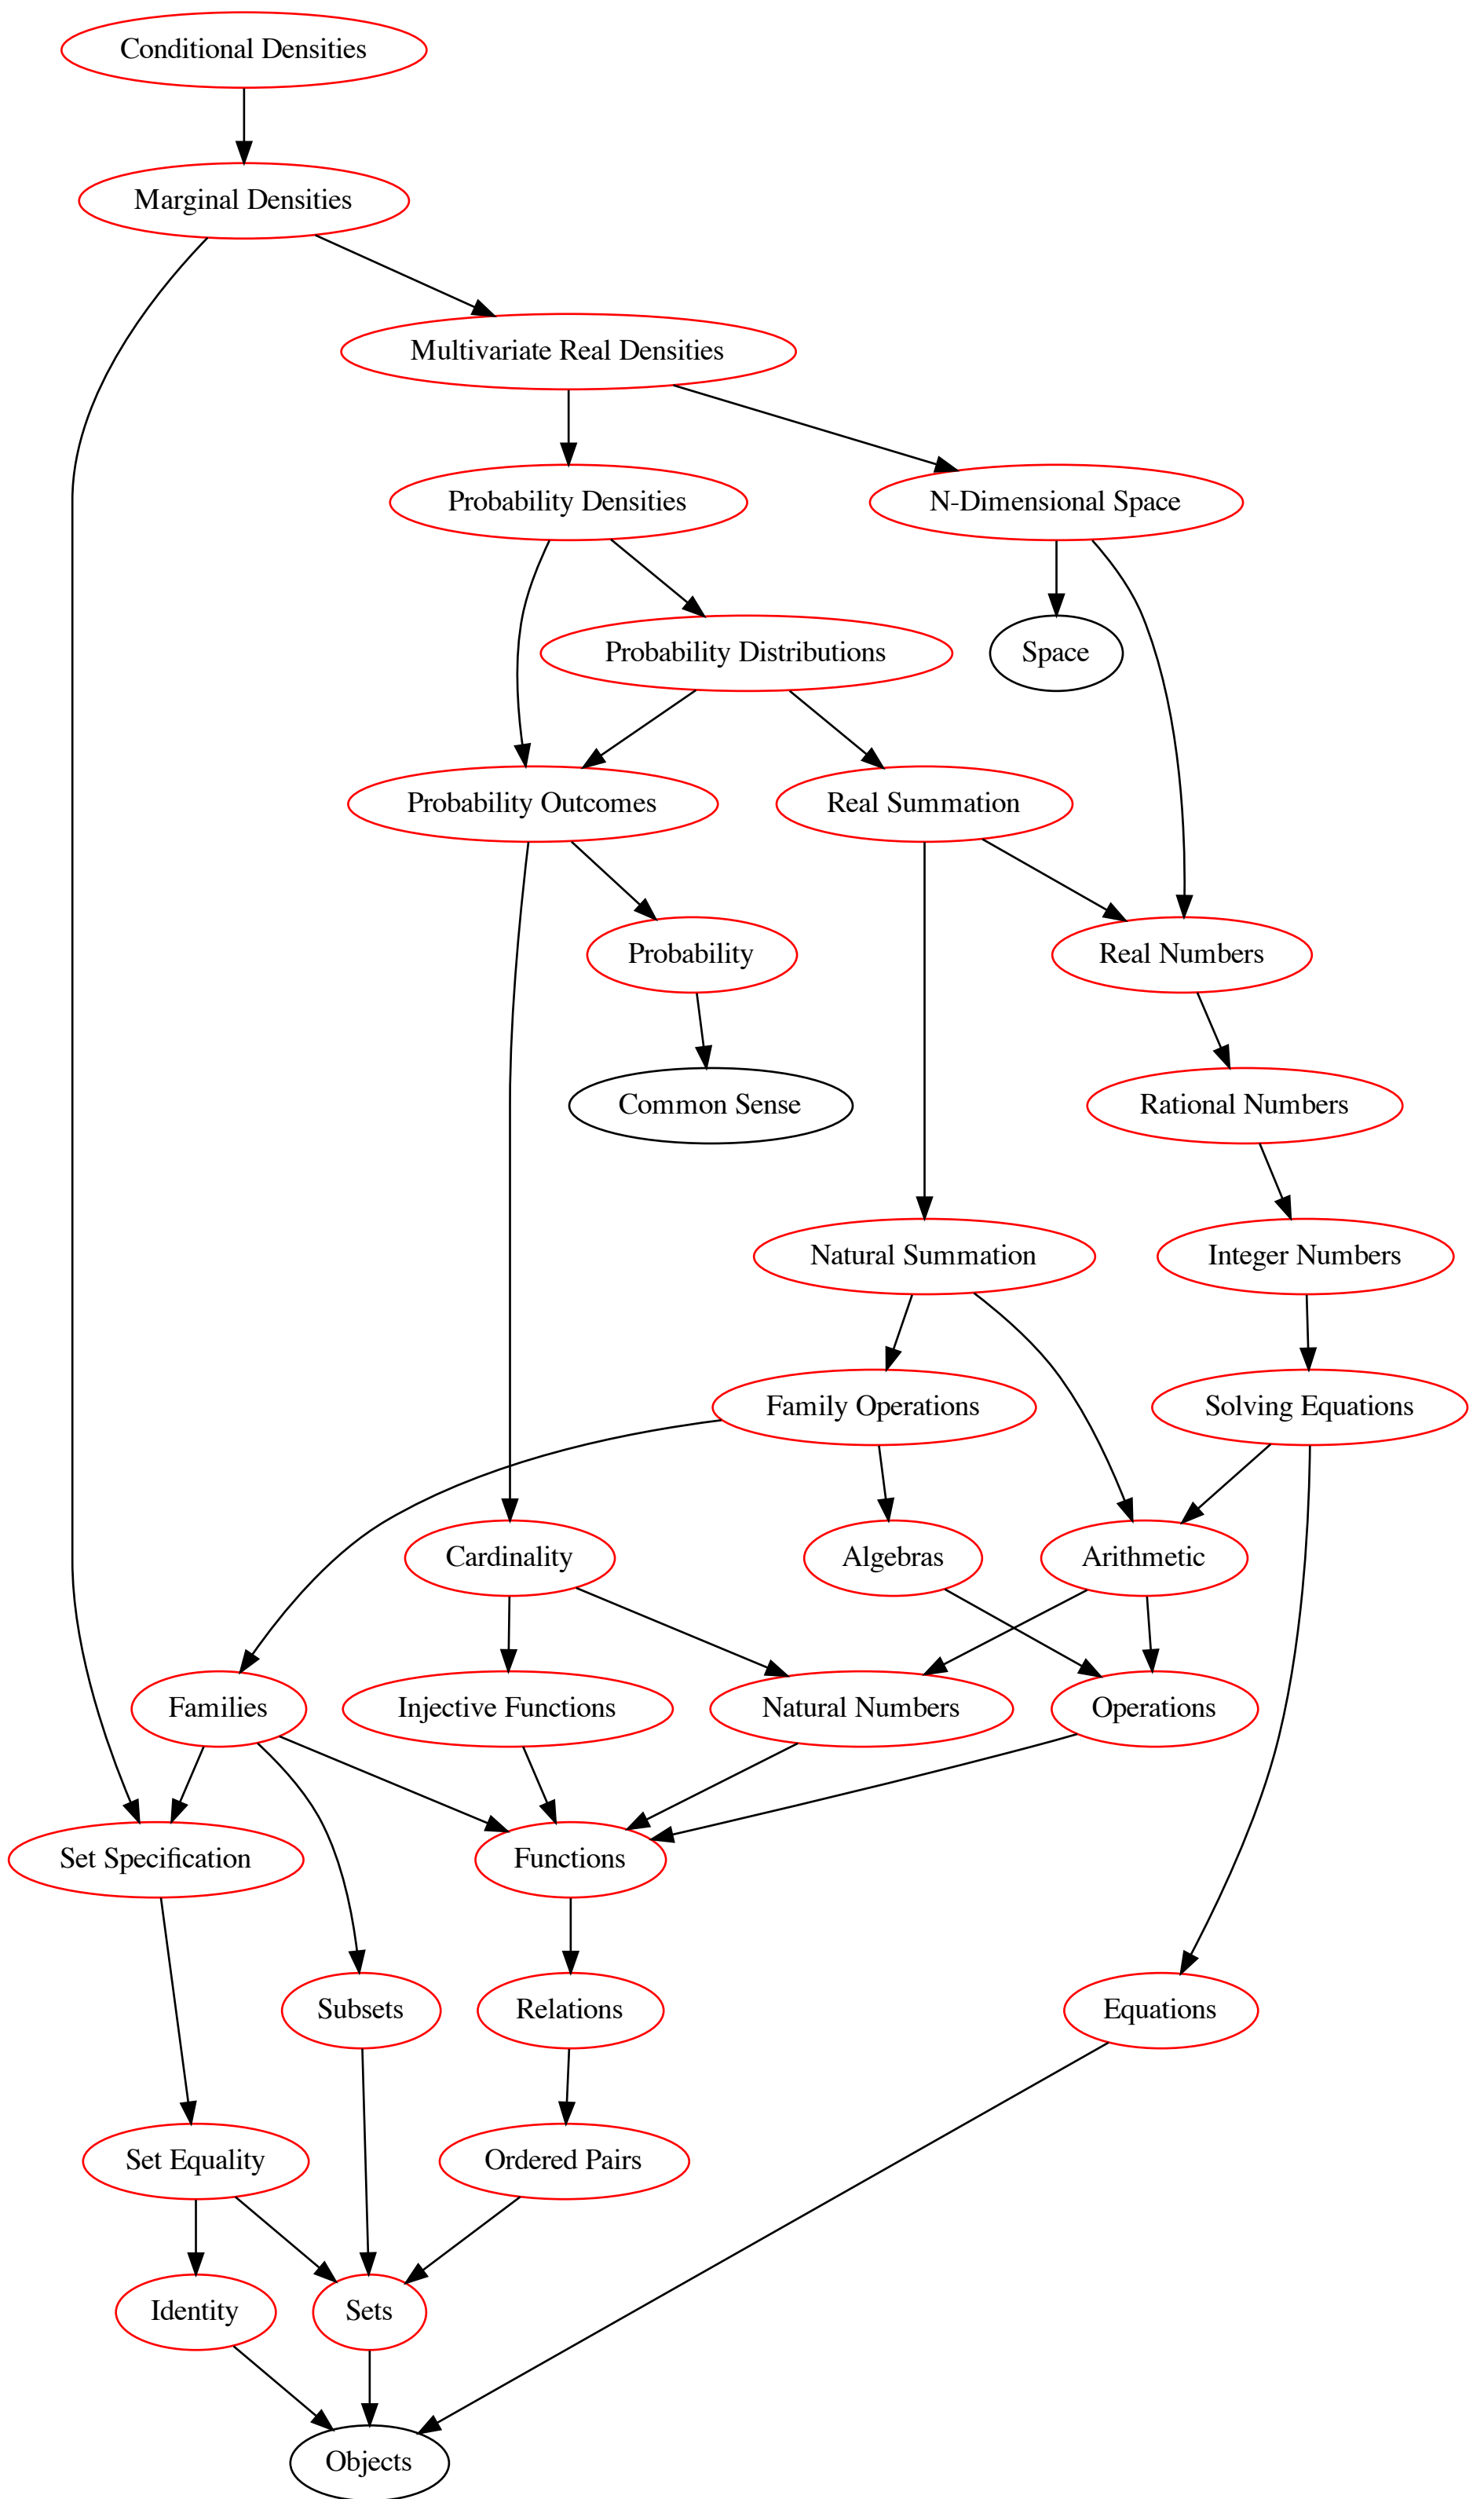 Conditional Densities
Marginal Densities
Multivariate Real Densities
Probability Densities
N-Dimensional Space
Probability Distributions
Space
Probability Outcomes
Real Summation
Probability
Real Numbers
Common Sense
Rational Numbers
Natural Summation
Integer Numbers
Family Operations
Solving Equations
Cardinality
Algebras
Arithmetic
Families
Injective Functions
Natural Numbers
Operations
Set Specification
Functions
Subsets
Relations
Equations
Set Equality
Ordered Pairs
Identity
Sets
Objects